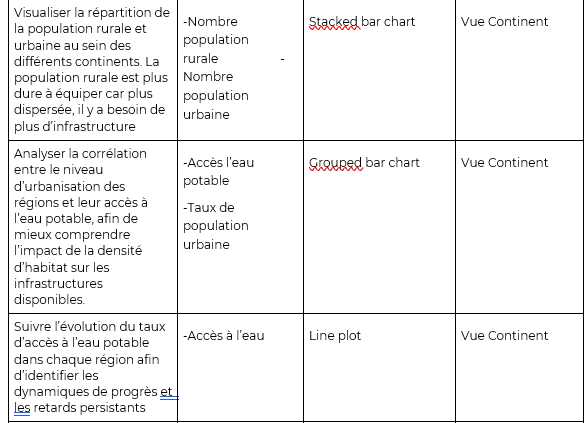 Visualiser la répartition de
la population rurale et
urbaine au sein des
différents continents. La
population rurale est plus
dure à équiper car plus
dispersée, il y a besoin de
plus d'infrastructure
-Nombre
population
rurale -
Nombre
population
urbaine
Stacked bar chart
Vue Continent
Analyser la corrélation
entre le niveau
d'urbanisation des
régions et leur accès à
l'eau potable, afin de
mieux comprendre
l'impact de la densité
d'habitat sur les
infrastructures
disponibles.
-Accès l'eau
potable
-Taux de
population
urbaine
Grouped bar chart
Vue Continent
Suivre l'évolution du taux
d'accès à l'eau potable
dans chaque région afin
d'identifier les
dynamiques de progrès et
les retards persistants
-Accès à l'eau
Line plot
Vue Continent